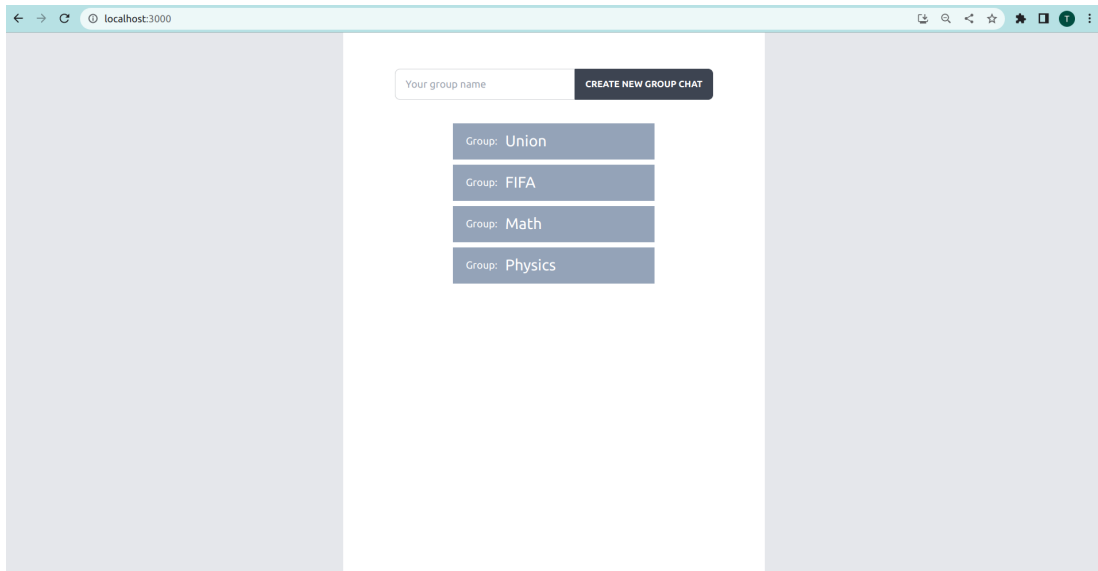 localhost:3000
T
Your group name CREATE NEW GROUP CHAT
Group: Union
Group: FIFA
Group: Math
Group: Physics